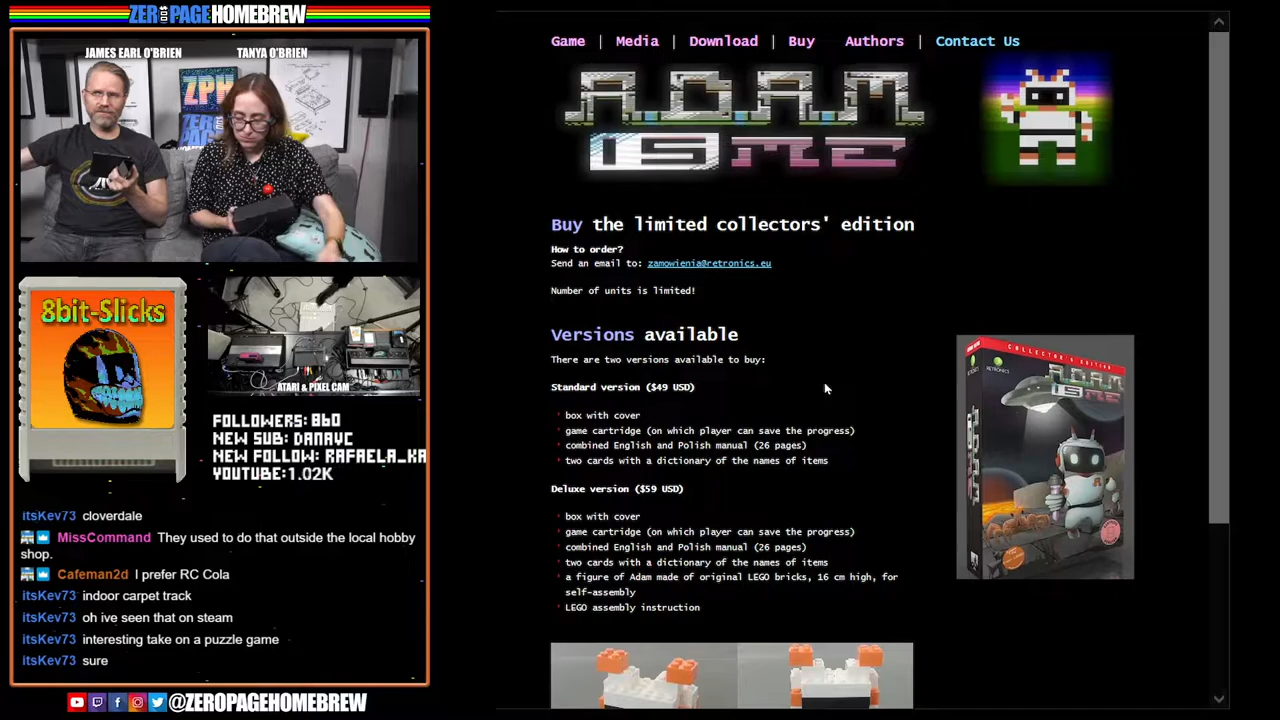 ZERO PAGE HOMEBREW
JAMES EARL O'BRIEN
TANYA O'BRIEN
ZPH
8bit-Slicks
ATARI & PIXEL CAM
FOLLOWERS: 860
NEW SUB: DANAYC
NEW FOLLOW: RAFAELA_KA
YOUTUBE: 1.02K
itsKev73 cloverdale
MissCommand They used to do that outside the local hobby
shop.
Cafeman2d I prefer RC Cola
itsKev73 indoor carpet track
itsKev73 oh ive seen that on steam
itsKev73 interesting take on a puzzle game
itsKev73 sure
@ZEROPAGEHOMEBREW
Game | Media | Download | Buy Authors | Contact Us
A.D.A.M.
IS ME
Buy the limited collectors' edition
How to order?
Send an email to: zamowienia@retronics.eu
Number of units is limited!
Versions available
There are two versions available to buy:
Standard version ($49 USD)
box with cover
game cartridge (on which player can save the progress)
combined English and Polish manual (26 pages)
two cards with a dictionary of the names of items
Deluxe version ($59 USD)
box with cover
game cartridge (on which player can save the progress)
combined English and Polish manual (26 pages)
two cards with a dictionary of the names of items
a figure of Adam made of original LEGO bricks, 16 cm high, for
self-assembly
LEGO assembly instruction
COLLECTOR'S EDITION
RETRONICS
A.D.A.M.
IS ME